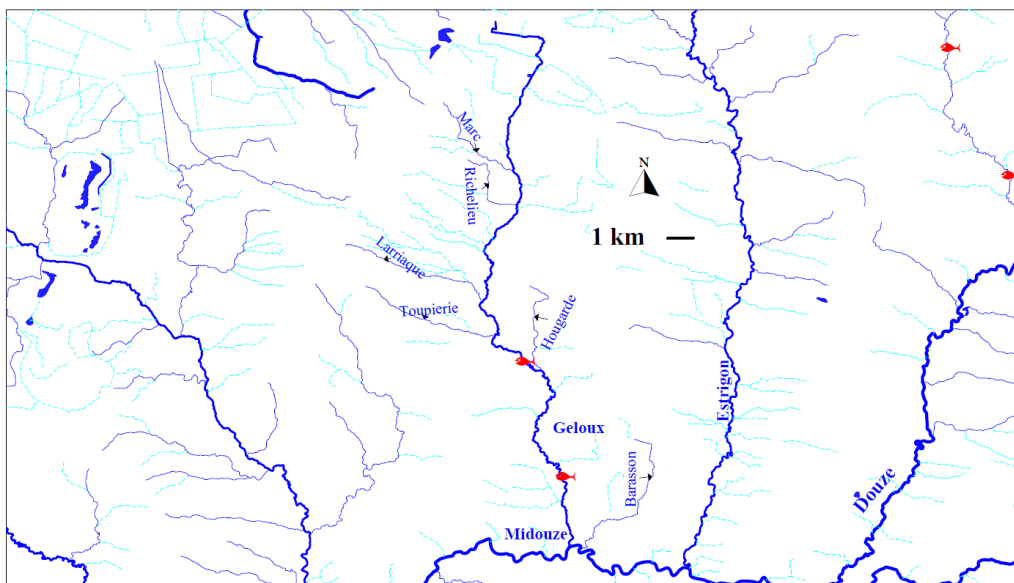 Marc
Richelieu
N
1 km
Larriaque
Toupierie
Hougarde
Estrigon
Geloux
Barasson
Douze
Midouze